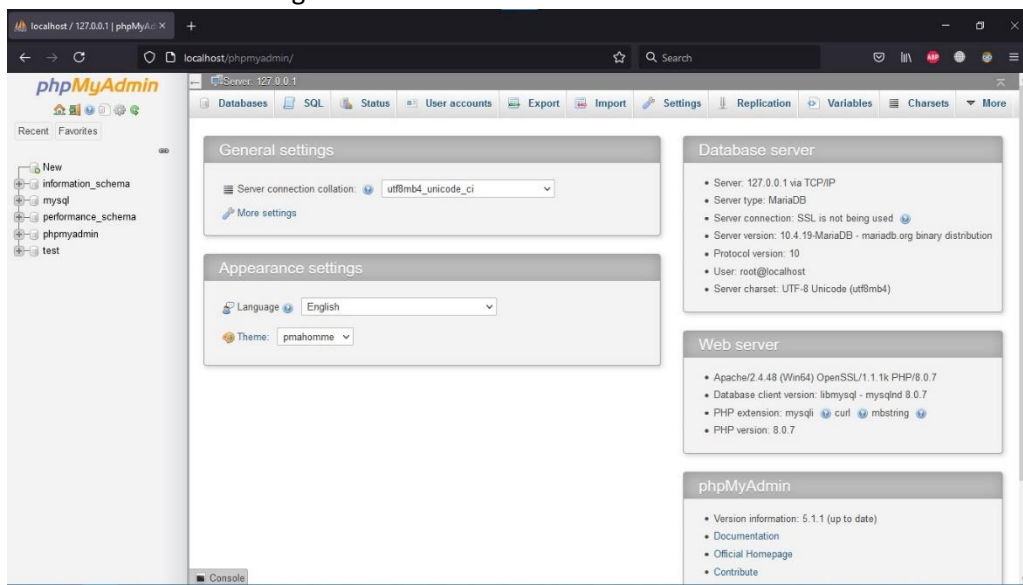 localhost / 127.0.0.1 | phpMyAd
localhost/phpmyadmin/
Search
phpMyAdmin
Recent Favorites
New
information_schema
mysql
performance_schema
phpmyadmin
test
Server: 127.0.0.1
Databases SQL Status User accounts Export Import Settings Replication Variables Charsets More
General settings
Server connection collation: utf8mb4_unicode_ci
More settings
Appearance settings
Language English
Theme: pmahomme
Database server
Server: 127.0.0.1 via TCP/IP
Server type: MariaDB
Server connection: SSL is not being used
Server version: 10.4.19-MariaDB - mariadb.org binary distribution
Protocol version: 10
User: root@localhost
Server charset: UTF-8 Unicode (utf8mb4)
Web server
Apache/2.4.48 (Win64) OpenSSL/1.1.1k PHP/8.0.7
Database client version: libmysql - mysqlnd 8.0.7
PHP extension: mysqli curl mbstring
PHP version: 8.0.7
phpMyAdmin
Version information: 5.1.1 (up to date)
Documentation
Official Homepage
Contribute
Console